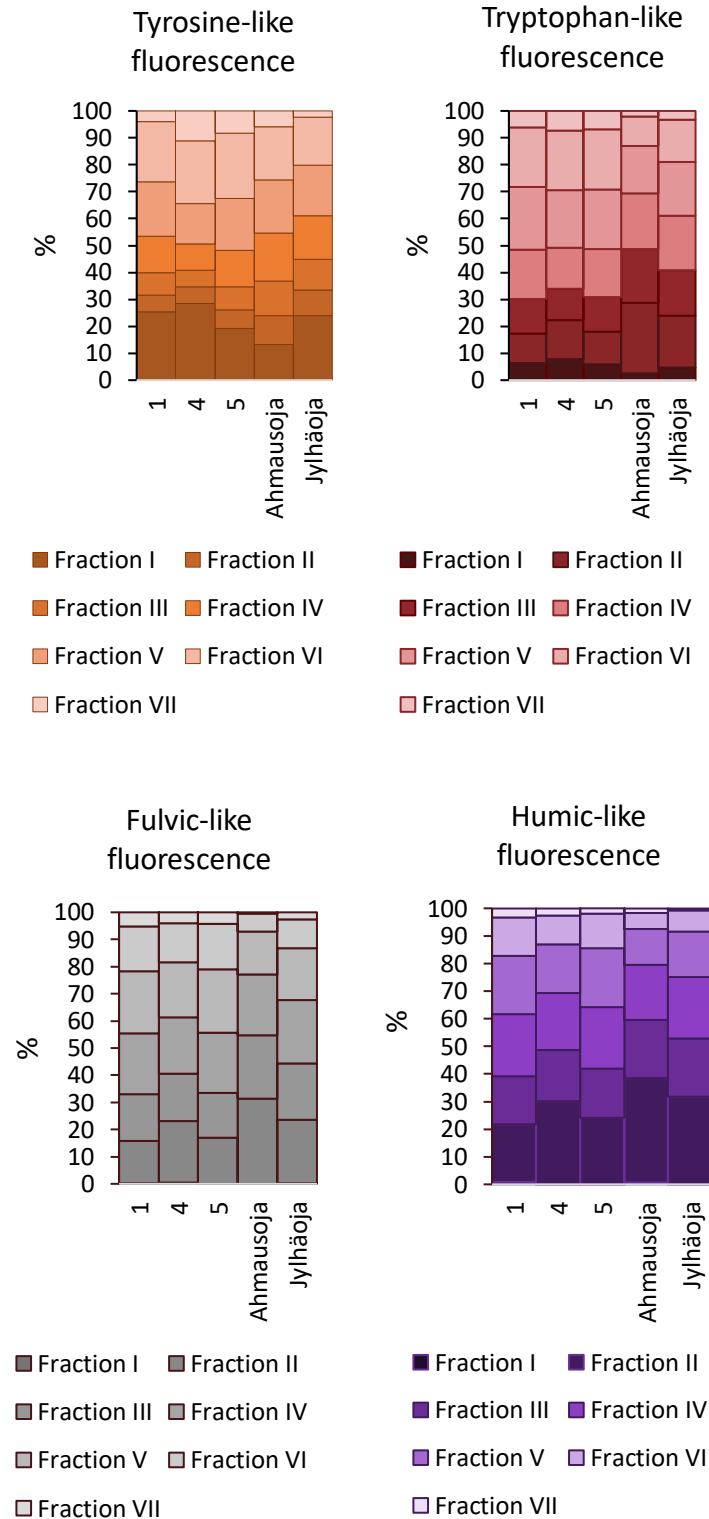 Tyrosine-like
fluorescence
%
100
90
80
70
60
50
40
30
20
10
0
1
4
5
Ahmausoja
Jylhäoja
Fraction I
Fraction II
Fraction III
Fraction IV
Fraction V
Fraction VI
Fraction VII
Tryptophan-like
fluorescence
%
100
90
80
70
60
50
40
30
20
10
0
1
4
5
Ahmausoja
Jylhäoja
Fraction I
Fraction II
Fraction III
Fraction IV
Fraction V
Fraction VI
Fraction VII
Fulvic-like
fluorescence
%
100
90
80
70
60
50
40
30
20
10
0
1
4
5
Ahmausoja
Jylhäoja
Fraction I
Fraction II
Fraction III
Fraction IV
Fraction V
Fraction VI
Fraction VII
Humic-like
fluorescence
%
100
90
80
70
60
50
40
30
20
10
0
1
4
5
Ahmausoja
Jylhäoja
Fraction I
Fraction II
Fraction III
Fraction IV
Fraction V
Fraction VI
Fraction VII